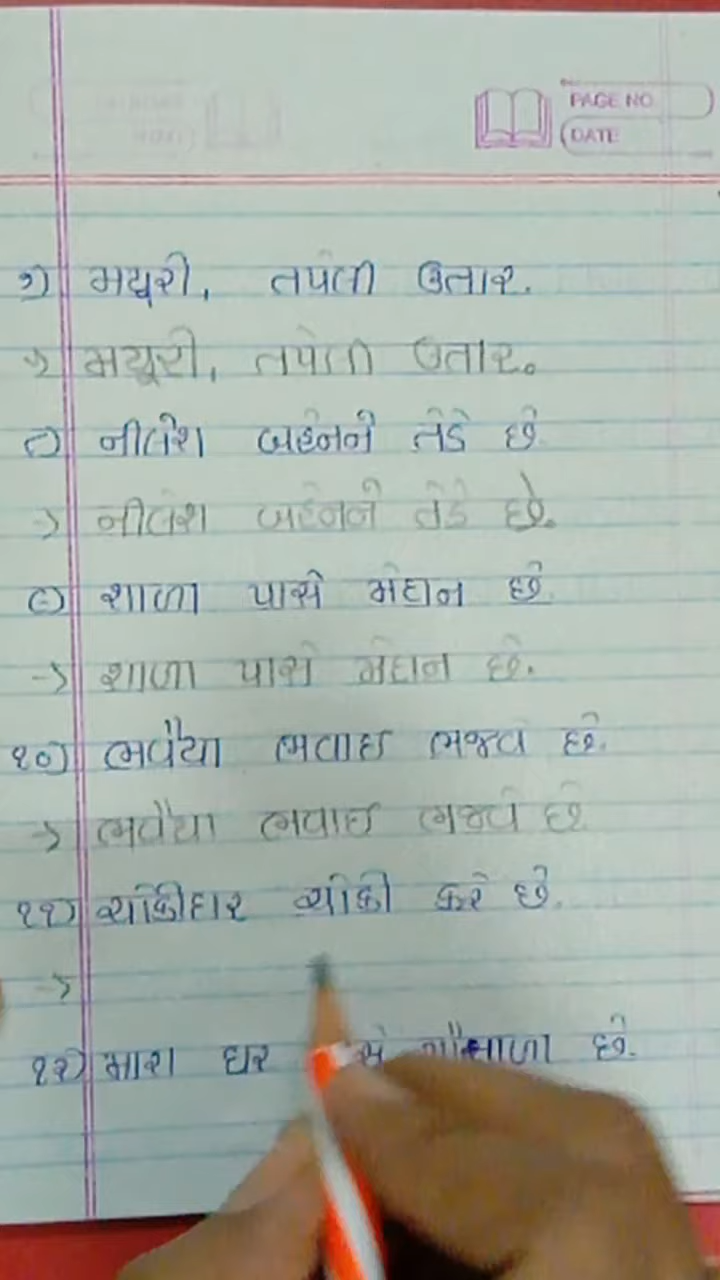 PAGE NO.
DATE
૭) મયૂરી, તપેલી ઉતાર.
→ મયૂરી, તપેલી ઉતાર.
૮) નીલેશ બહેનને તેડે છે.
→ નીલેશ બહેનને તેડે છે.
૯) શાળા પાસે મેદાન છે.
→ શાળા પાસે મેદાન છે.
૧૦) ભવૈયા ભવાઈ ભજવે છે.
→ ભવૈયા ભવાઈ ભજવે છે
૧૧) ચોકીદાર ચોકી કરે છે.
→
૧૨) મારા ઘર ગૌશાળા છે.